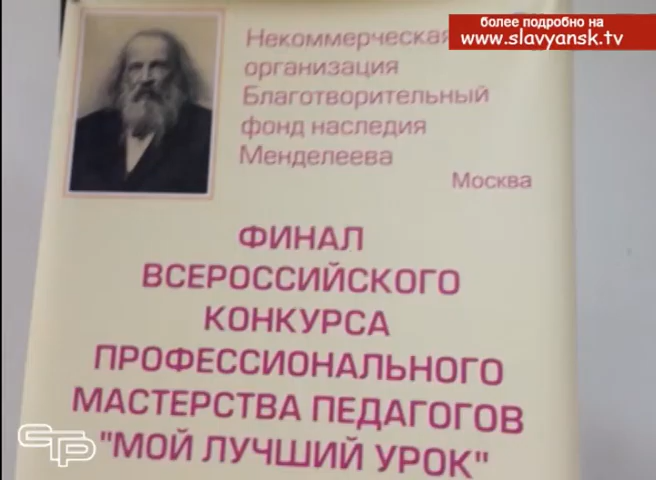 более подробно на
www.slavyansk.tv
Некоммерческая
организация
Благотворительный
фонд наследия
Менделеева
Москва
ФИНАЛ
ВСЕРОССИЙСКОГО
КОНКУРСА
ПРОФЕССИОНАЛЬНОГО
МАСТЕРСТВА ПЕДАГОГОВ
"МОЙ ЛУЧШИЙ УРОК"
СТР